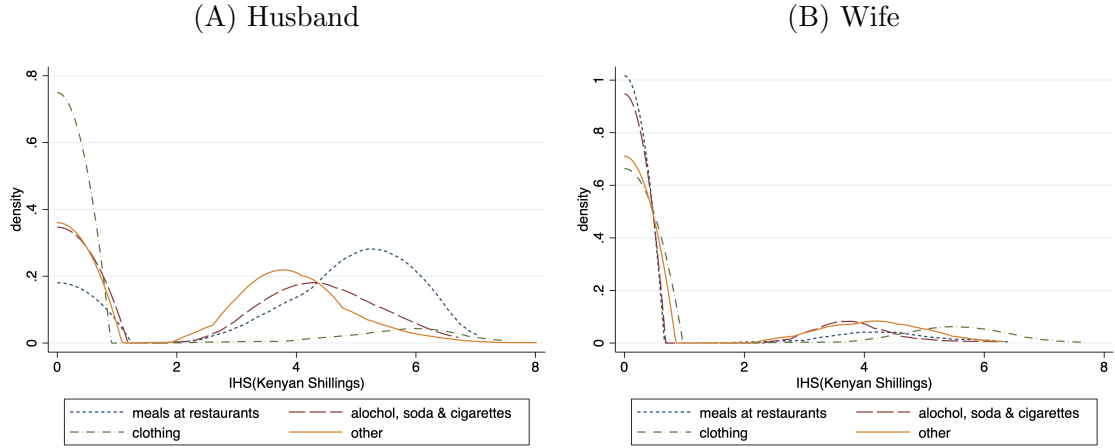 (A) Husband
(B) Wife
.8
.6
.4
.2
0
density
0 2 4 6 8
IHS(Kenyan Shillings)
meals at restaurants
alochol, soda & cigarettes
clothing
other
1
.8
.6
.4
.2
0
density
0 2 4 6 8
IHS(Kenyan Shillings)
meals at restaurants
alochol, soda & cigarettes
clothing
other